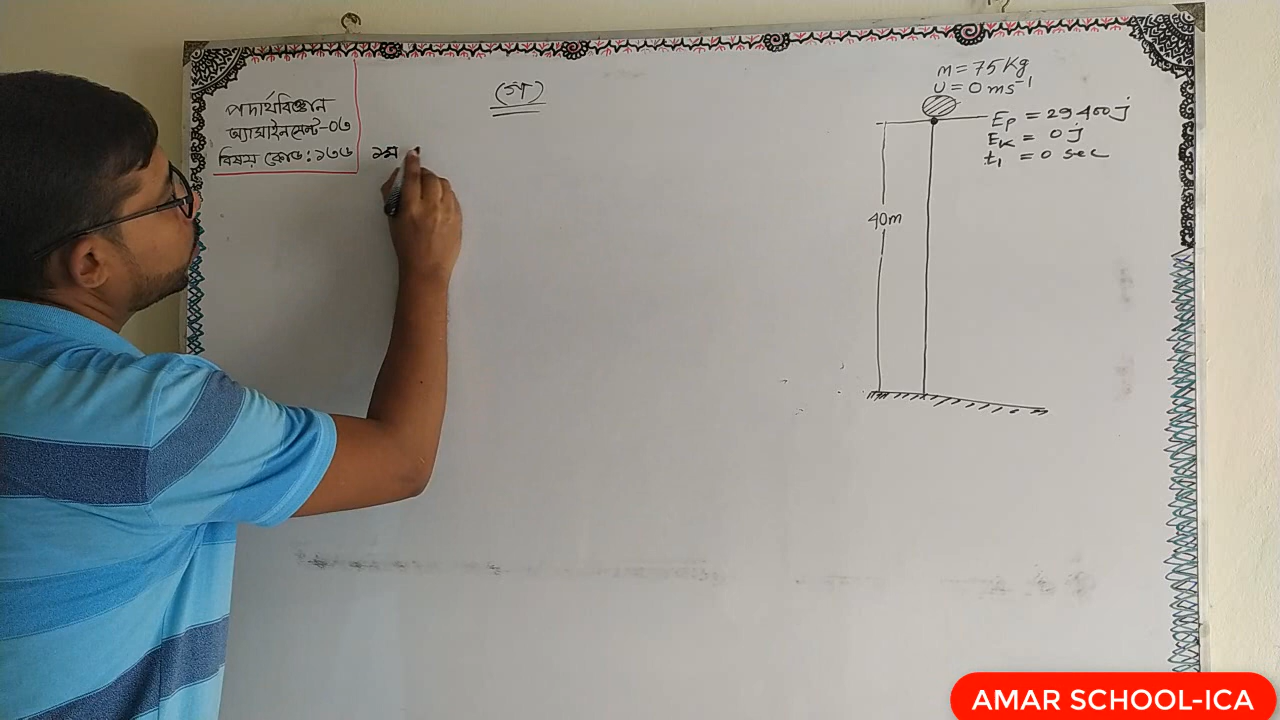 পদার্থবিজ্ঞান
অ্যাসাইনমেন্ট-০৩
বিষয় কোড: ১৩৬
১ম
(গ)
m = 75 Kg
u = 0 ms⁻¹
Eₚ = 29400 j
Eₖ = 0 j
t₁ = 0 sec
40m
AMAR SCHOOL-ICA